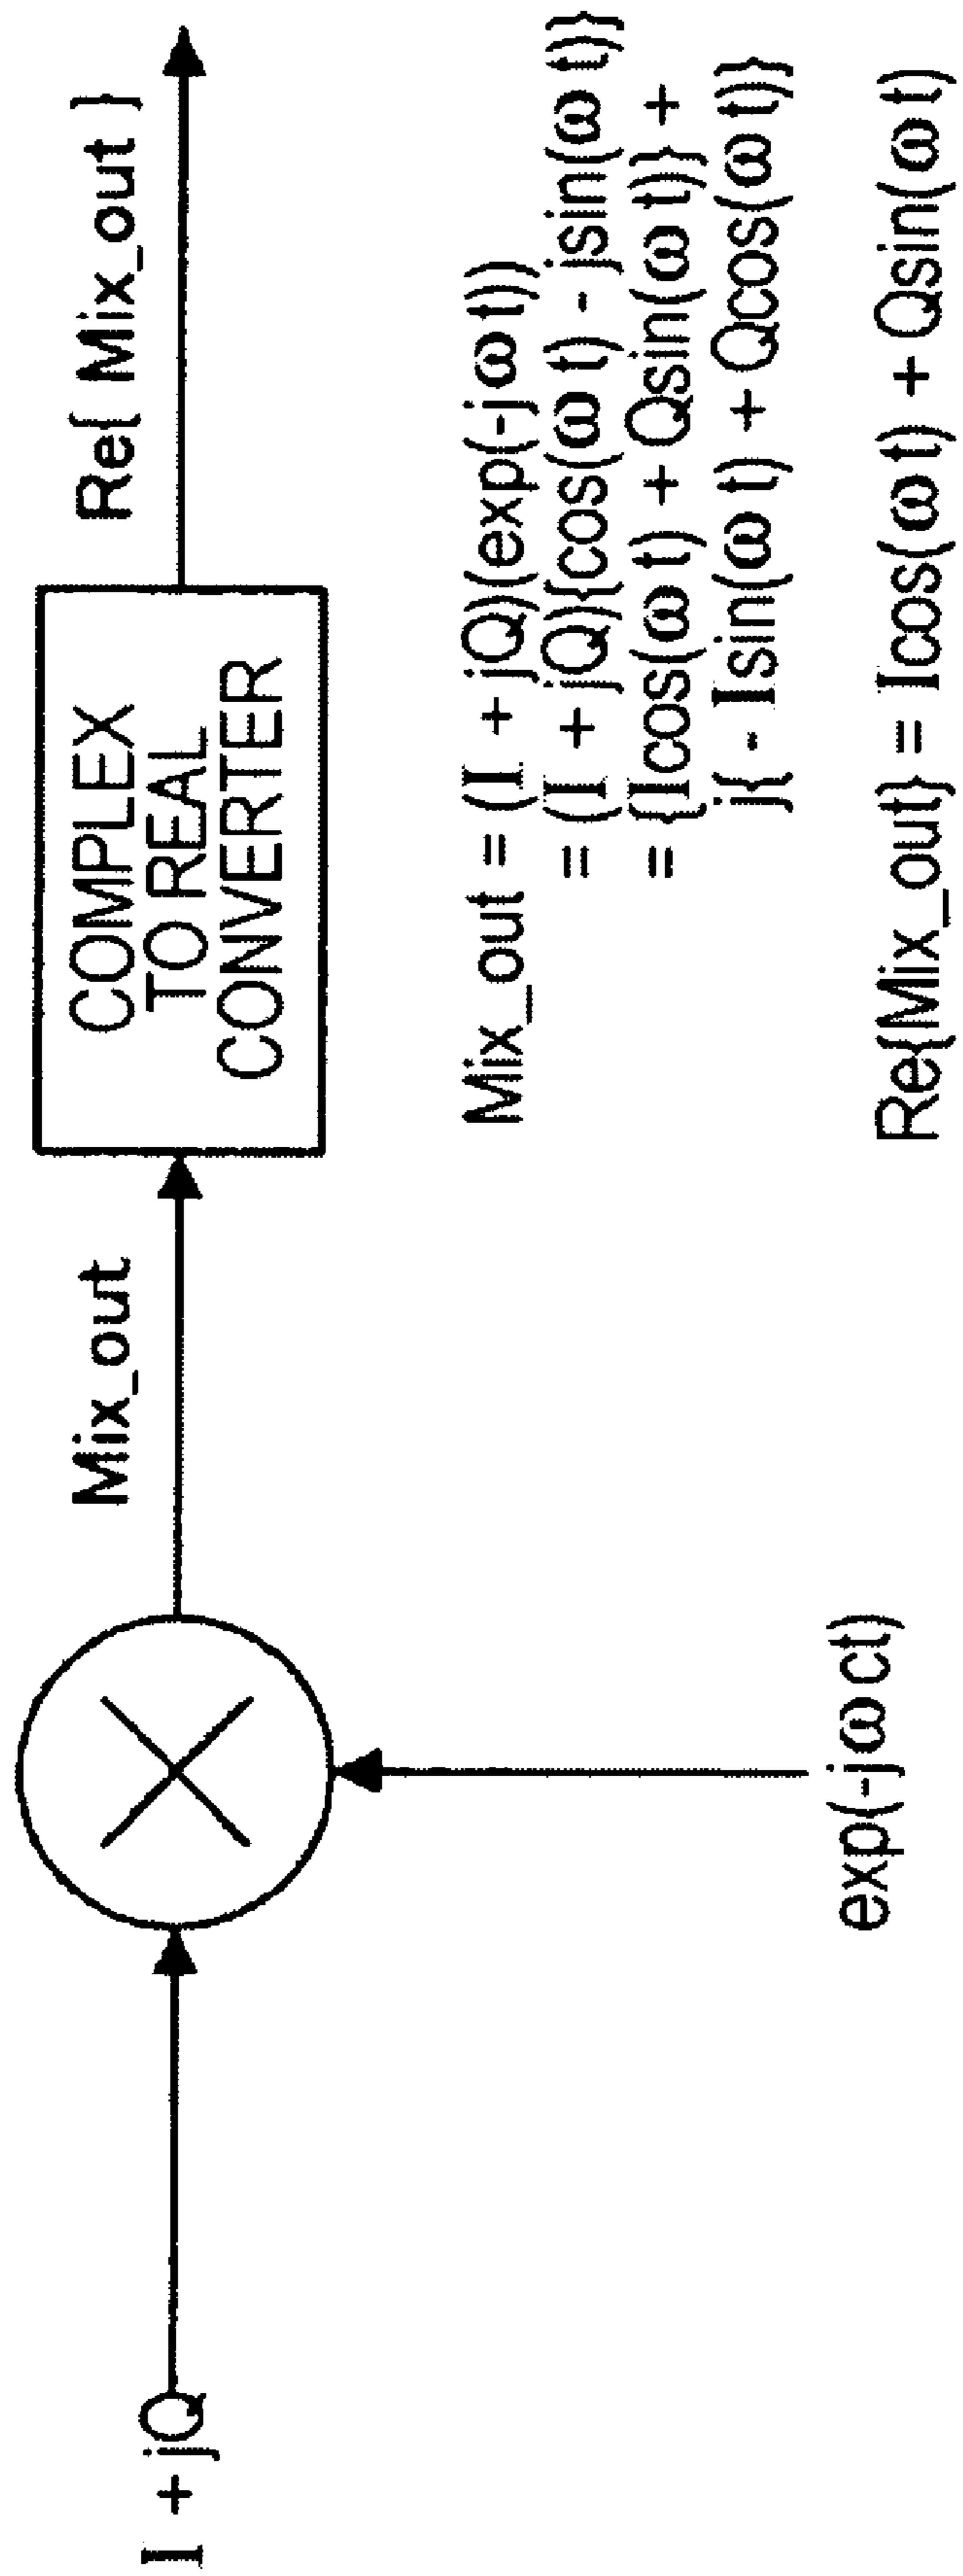 I + jQ
Mix_out
exp(-jωct)
COMPLEX
TO REAL
CONVERTER
Re{ Mix_out }
Mix_out = (I + jQ)(exp(-jωt))
= (I + jQ){cos(ωt) - jsin(ωt)}
= {Icos(ωt) + Qsin(ωt)} +
j{ - Isin(ωt) + Qcos(ωt)}
Re{Mix_out} = Icos(ωt) + Qsin(ωt)